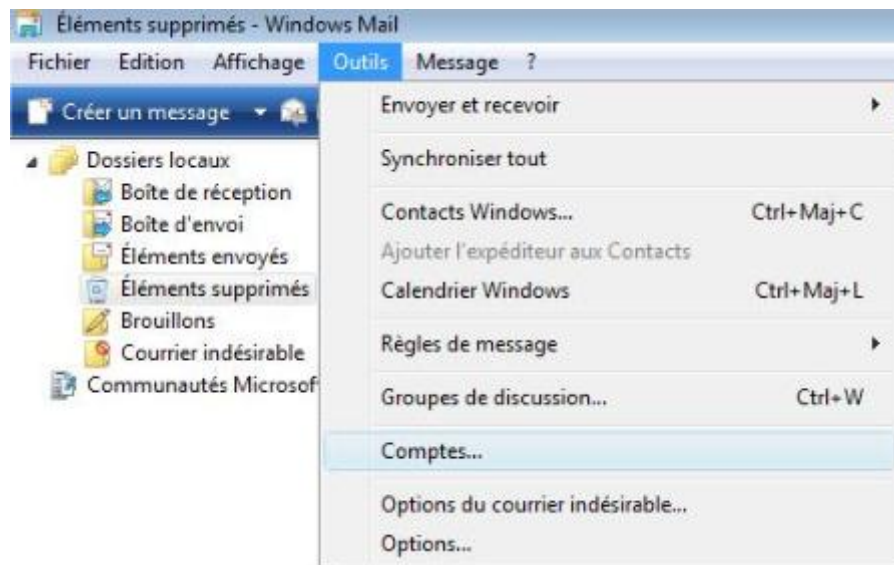 Éléments supprimés - Windows Mail
Fichier Edition Affichage Outils Message ?
Créer un message
Dossiers locaux
Boîte de réception
Boîte d'envoi
Éléments envoyés
Éléments supprimés
Brouillons
Courrier indésirable
Communautés Microsof
Envoyer et recevoir
Synchroniser tout
Contacts Windows... Ctrl+Maj+C
Ajouter l'expéditeur aux Contacts
Calendrier Windows Ctrl+Maj+L
Règles de message
Groupes de discussion... Ctrl+W
Comptes...
Options du courrier indésirable...
Options...